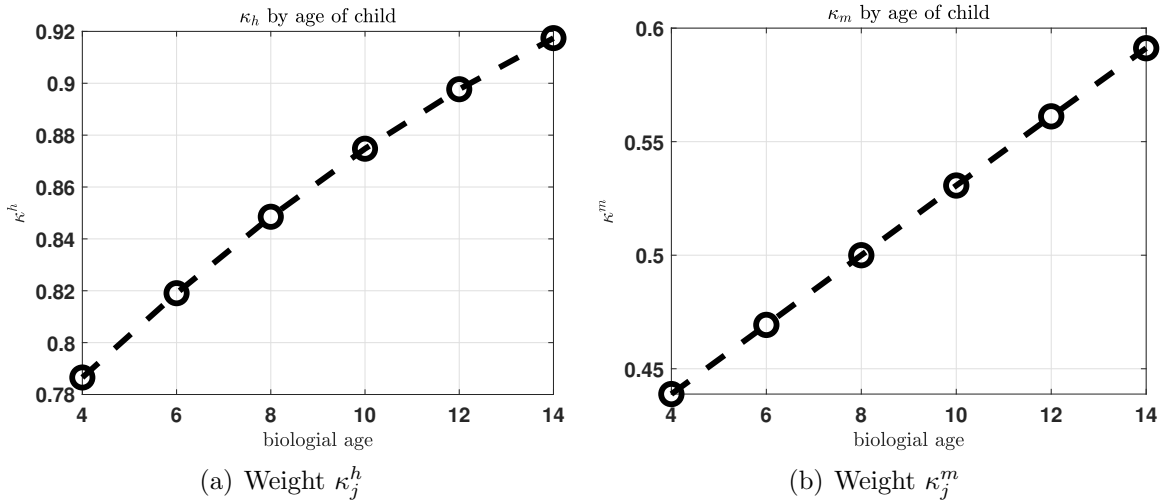 κ_h by age of child
0.92
0.9
0.88
0.86
0.84
0.82
0.8
0.78
κ^h
4 6 8 10 12 14
biologial age
(a) Weight κ_j^h
κ_m by age of child
0.6
0.55
0.5
0.45
κ^m
4 6 8 10 12 14
biologial age of child
(b) Weight κ_j^m